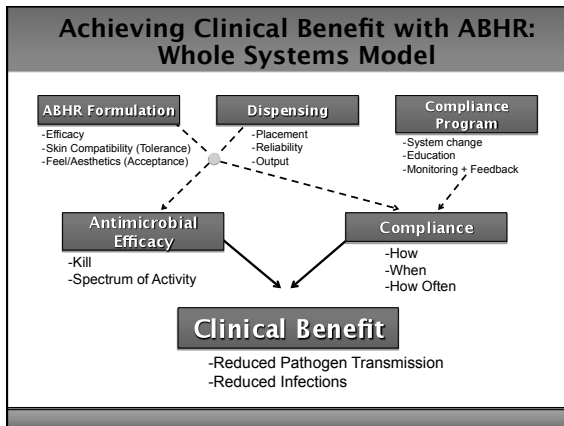 Achieving Clinical Benefit with ABHR:
Whole Systems Model
ABHR Formulation
-Efficacy
-Skin Compatibility (Tolerance)
-Feel/Aesthetics (Acceptance)
Dispensing
-Placement
-Reliability
-Output
Compliance
Program
-System change
-Education
-Monitoring + Feedback
Antimicrobial
Efficacy
-Kill
-Spectrum of Activity
Compliance
-How
-When
-How Often
Clinical Benefit
-Reduced Pathogen Transmission
-Reduced Infections